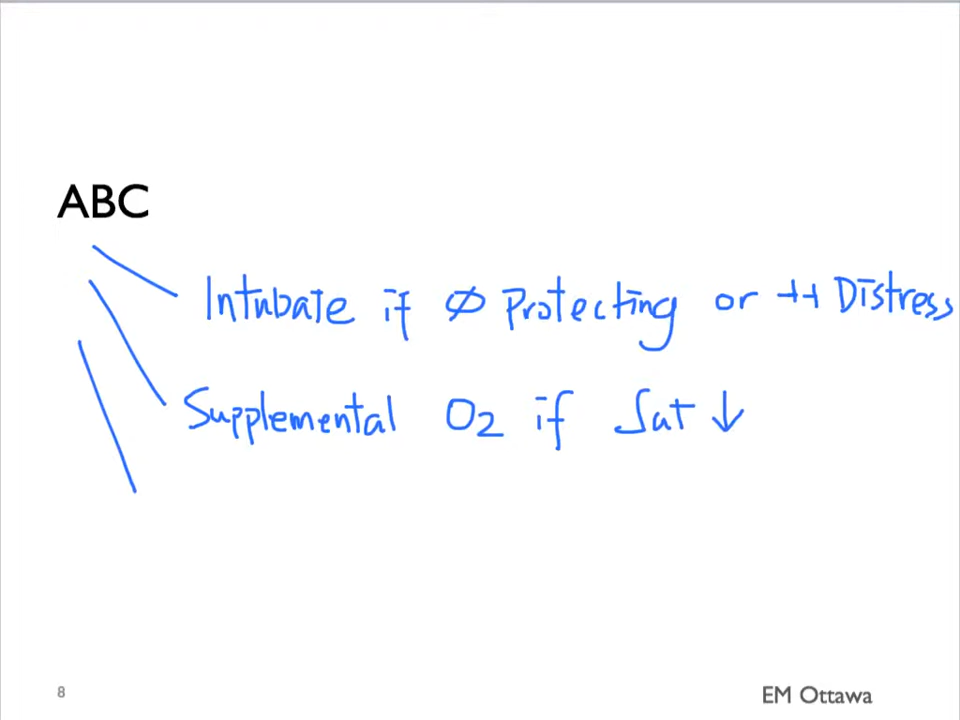 ABC
Intubate if ∅ Protecting or ++ Distress
Supplemental O2 if Sat ↓
8
EM Ottawa